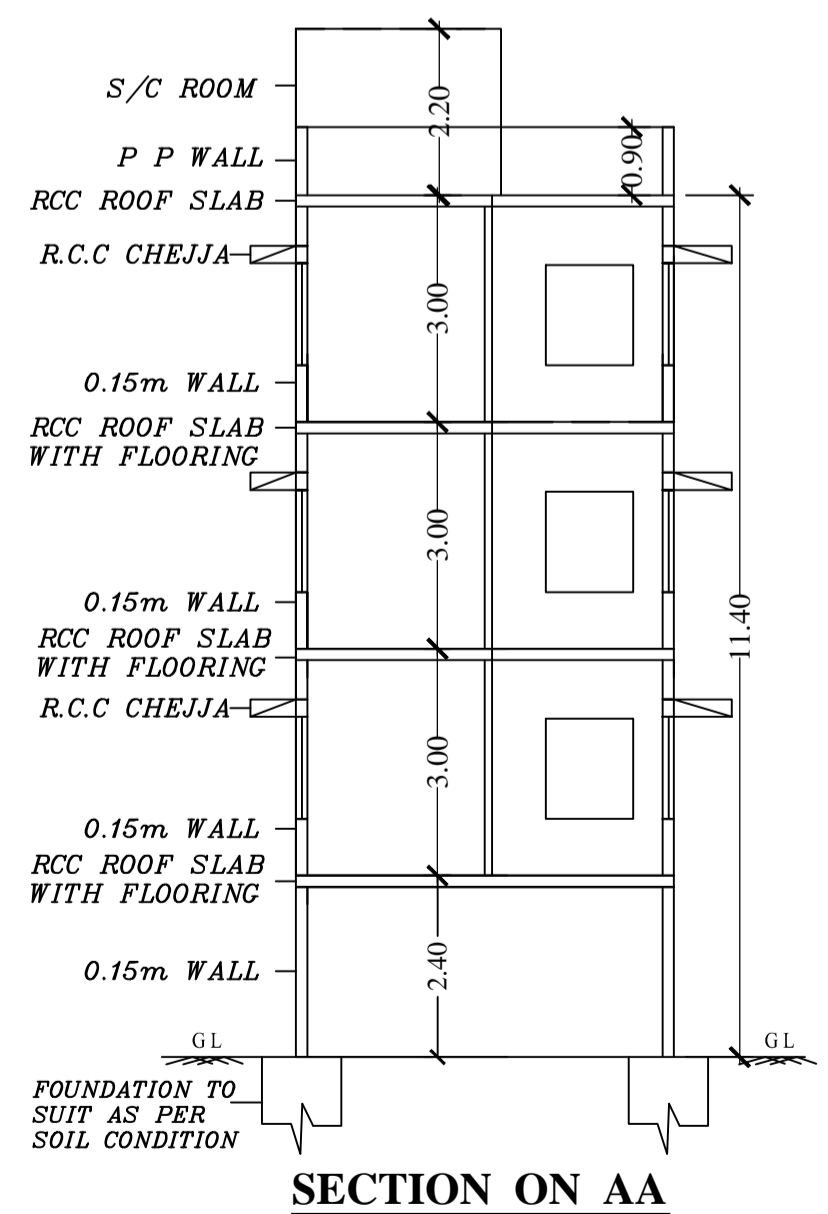 S/C ROOM
2.20
P P WALL
0.90
RCC ROOF SLAB
R.C.C CHEJJA
3.00
0.15m WALL
RCC ROOF SLAB
WITH FLOORING
3.00
0.15m WALL
11.40
RCC ROOF SLAB
WITH FLOORING
R.C.C CHEJJA
3.00
0.15m WALL
RCC ROOF SLAB
WITH FLOORING
0.15m WALL
2.40
GL
GL
FOUNDATION TO
SUIT AS PER
SOIL CONDITION
SECTION ON AA